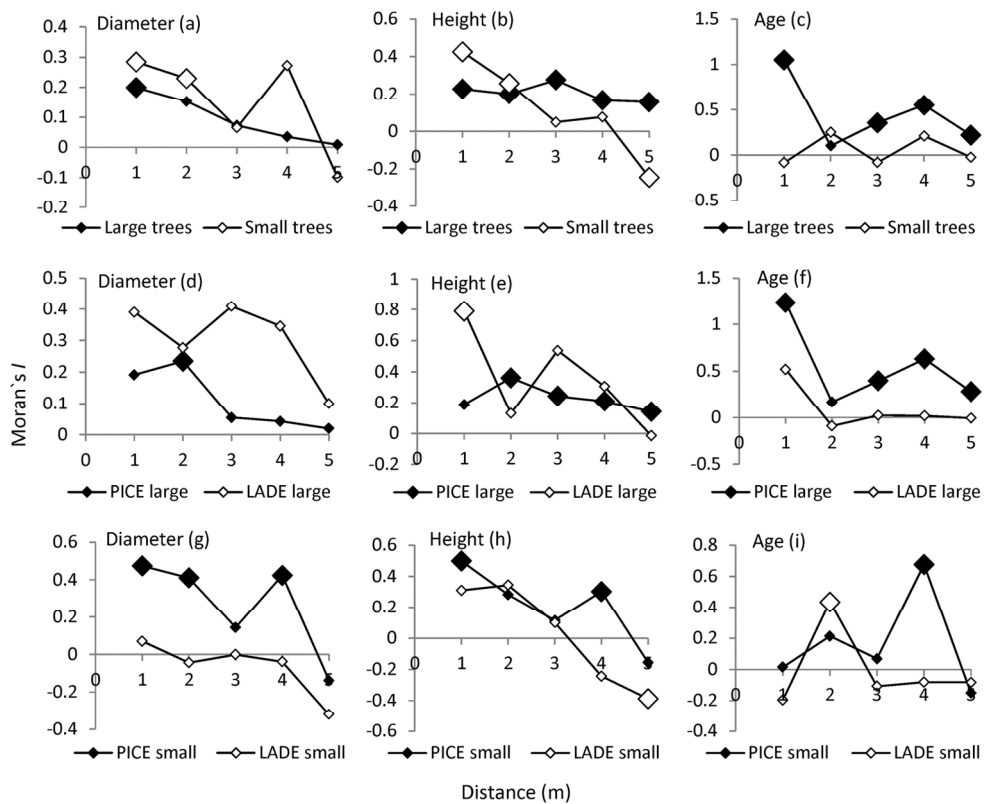 Diameter (a)
0.4
0.3
0.2
0.1
0
-0.1
-0.2
0 1 2 3 4 5
Large trees Small trees
Height (b)
0.6
0.4
0.2
0
-0.2
-0.4
0 1 2 3 4 5
Large trees Small trees
Age (c)
1.5
1
0.5
0
0.5
0 1 2 3 4 5
Large trees Small trees
Diameter (d)
0.5
0.4
0.3
0.2
0.1
0
0 1 2 3 4 5
PICE large LADE large
Height (e)
1
0.8
0.6
0.4
0.2
0
-0.2
0 1 2 3 4 5
PICE large LADE large
Age (f)
1.5
1
0.5
0
-0.5
0 1 2 3 4 5
PICE large LADE large
Moran`s I
Diameter (g)
0.6
0.4
0.2
0
-0.2
-0.4
0 1 2 3 4 5
PICE small LADE small
Height (h)
0.6
0.4
0.2
0
-0.2
-0.4
-0.6
0 1 2 3 4 5
PICE small LADE small
Age (i)
0.8
0.6
0.4
0.2
0
-0.2
-0.4
0 1 2 3 4 5
PICE small LADE small
Distance (m)